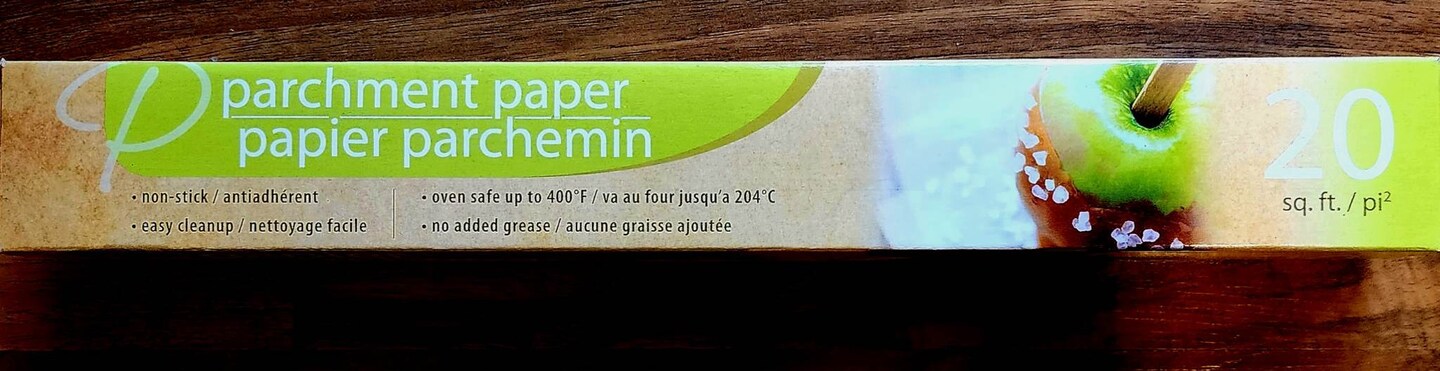 P
parchment paper
papier parchemin
• non-stick / antiadhérent
• easy cleanup / nettoyage facile
• oven safe up to 400°F / va au four jusqu'a 204°C
• no added grease / aucune graisse ajoutée
20
sq. ft. / pi²